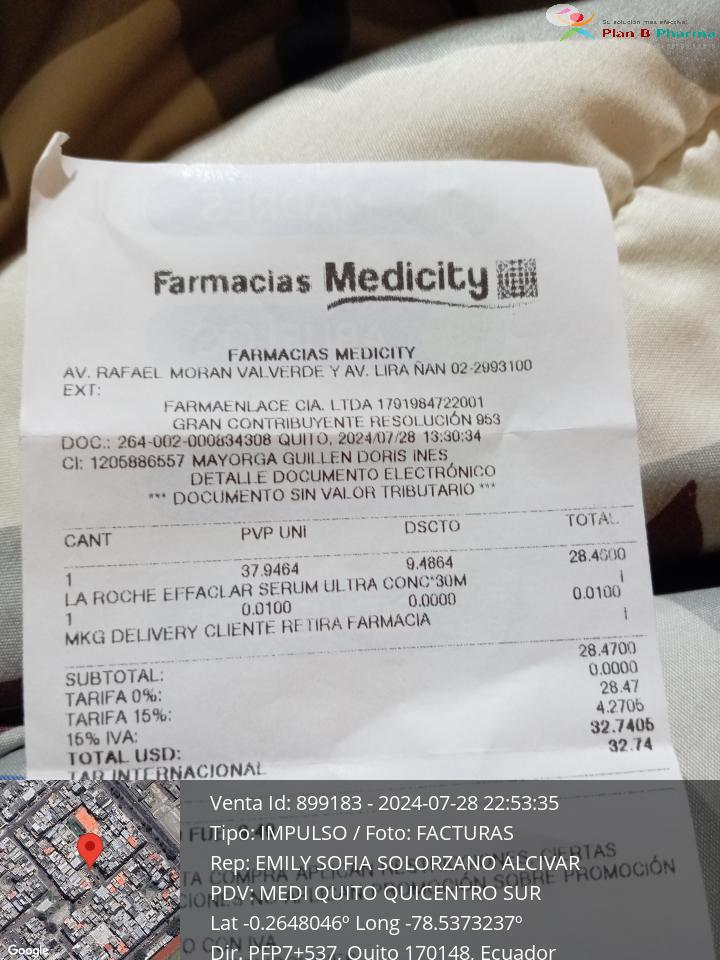 Su solución mas efectiva!
Plan B Pharma
Farmacias Medicity
FARMACIAS MEDICITY
AV. RAFAEL MORAN VALVERDE Y AV. LIRA ÑAN 02-2993100
EXT:
FARMAENLACE CIA. LTDA 1791984722001
GRAN CONTRIBUYENTE RESOLUCIÓN 953
DOC.: 264-002-000834308 QUITO, 2024/07/28 13:30:34
CI: 1205886557 MAYORGA GUILLEN DORIS INES
DETALLE DOCUMENTO ELECTRÓNICO
*** DOCUMENTO SIN VALOR TRIBUTARIO ***
CANT PVP UNI DSCTO TOTAL
1 37.9464 9.4864 28.4600
LA ROCHE EFFACLAR SERUM ULTRA CONC*30M I
1 0.0100 0.0000 0.0100
MKG DELIVERY CLIENTE RETIRA FARMACIA I
SUBTOTAL: 28.4700
TARIFA 0%: 0.0000
TARIFA 15%: 28.47
15% IVA: 4.2705
TOTAL USD: 32.7405
TAR INTERNACIONAL 32.74
Venta Id: 899183 - 2024-07-28 22:53:35
Tipo: IMPULSO / Foto: FACTURAS
Rep: EMILY SOFIA SOLORZANO ALCIVAR
PDV: MEDI QUITO QUICENTRO SUR
Lat -0.2648046º Long -78.5373237º
Dir. PFP7+537, Quito 170148, Ecuador
Google